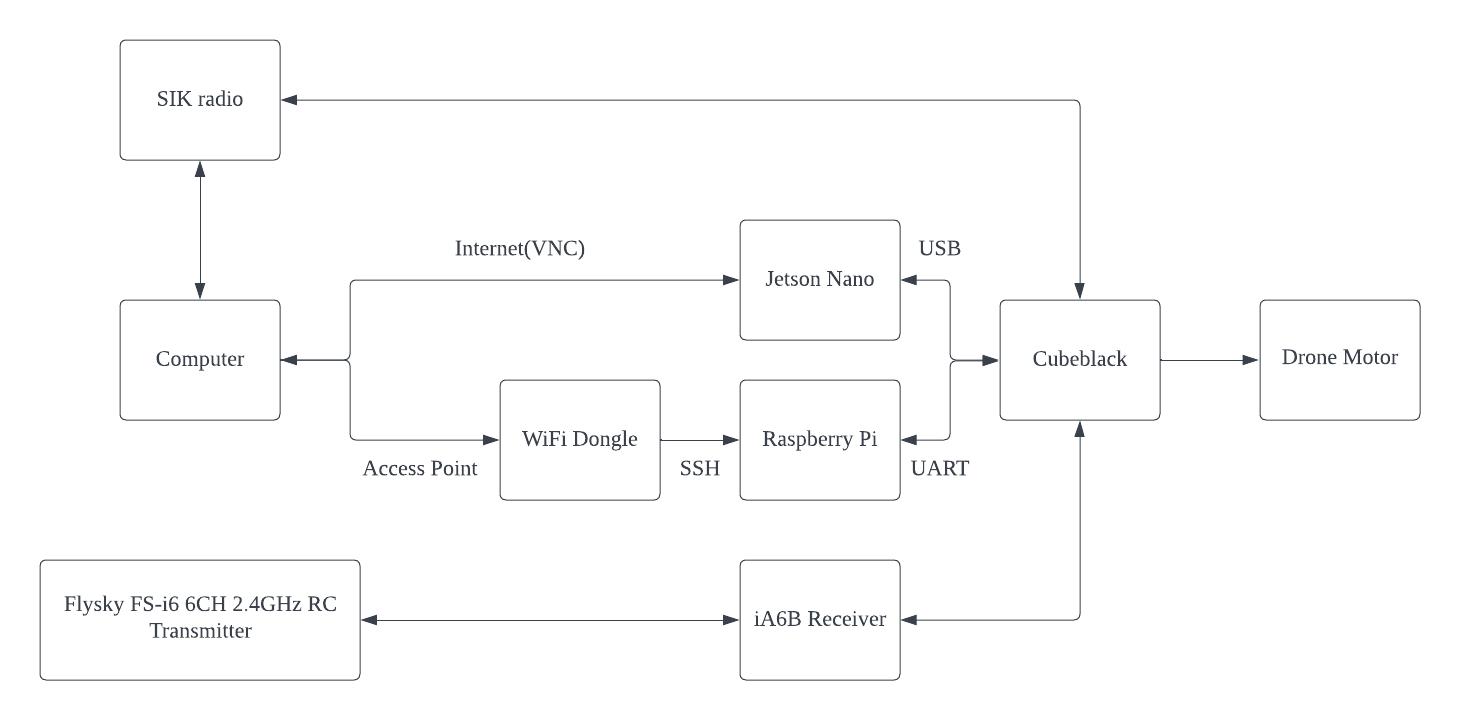 SIK radio
Internet(VNC)
Jetson Nano
USB
Computer
Cubeblack
Drone Motor
WiFi Dongle
Raspberry Pi
Access Point
SSH
UART
Flysky FS-i6 6CH 2.4GHz RC
Transmitter
iA6B Receiver